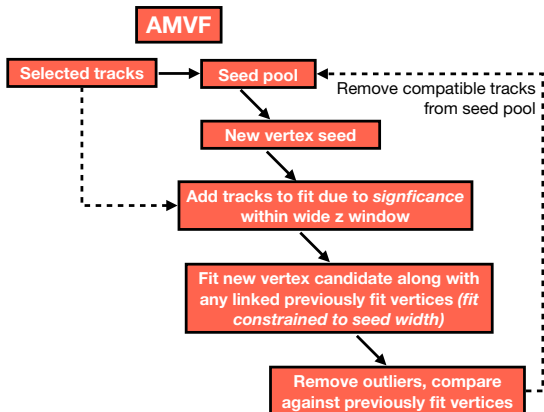 AMVF
Selected tracks
Seed pool
Remove compatible tracks
from seed pool
New vertex seed
Add tracks to fit due to signficance
within wide z window
Fit new vertex candidate along with
any linked previously fit vertices (fit
constrained to seed width)
Remove outliers, compare
against previously fit vertices